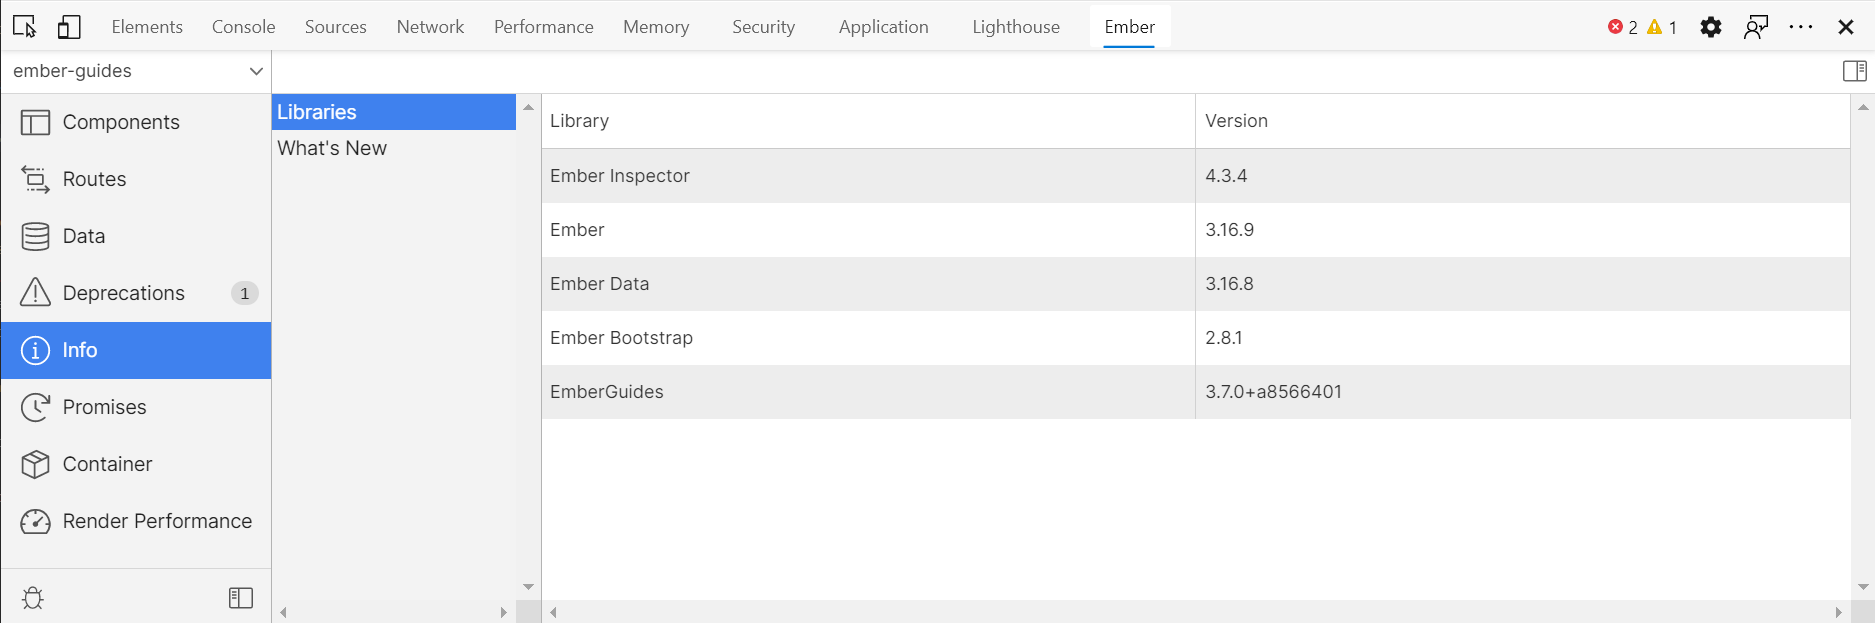 Elements Console Sources Network Performance Memory Security Application Lighthouse Ember 2 1
ember-guides
Components
Routes
Data
Deprecations 1
Info
Promises
Container
Render Performance
Libraries
What's New
Library Version
Ember Inspector 4.3.4
Ember 3.16.9
Ember Data 3.16.8
Ember Bootstrap 2.8.1
EmberGuides 3.7.0+a8566401